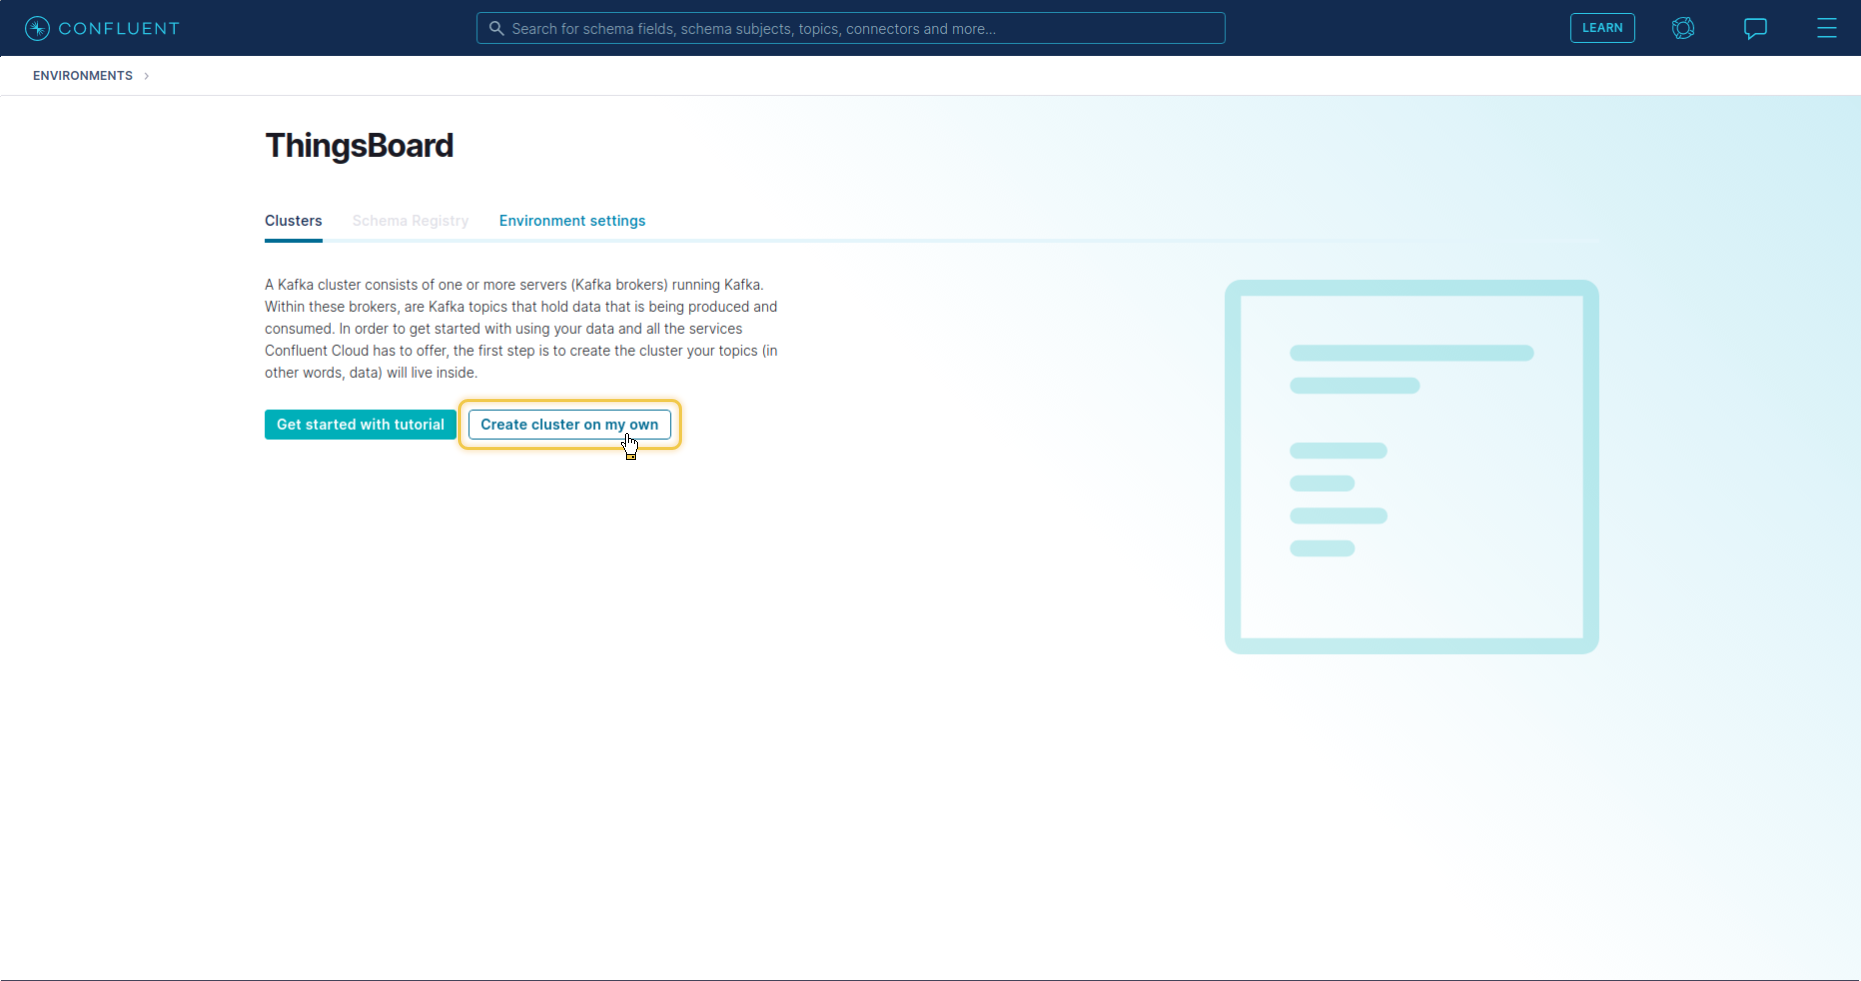 CONFLUENT
Search for schema fields, schema subjects, topics, connectors and more...
LEARN
ENVIRONMENTS
ThingsBoard
Clusters
Schema Registry
Environment settings
A Kafka cluster consists of one or more servers (Kafka brokers) running Kafka.
Within these brokers, are Kafka topics that hold data that is being produced and
consumed. In order to get started with using your data and all the services
Confluent Cloud has to offer, the first step is to create the cluster your topics (in
other words, data) will live inside.
Get started with tutorial
Create cluster on my own